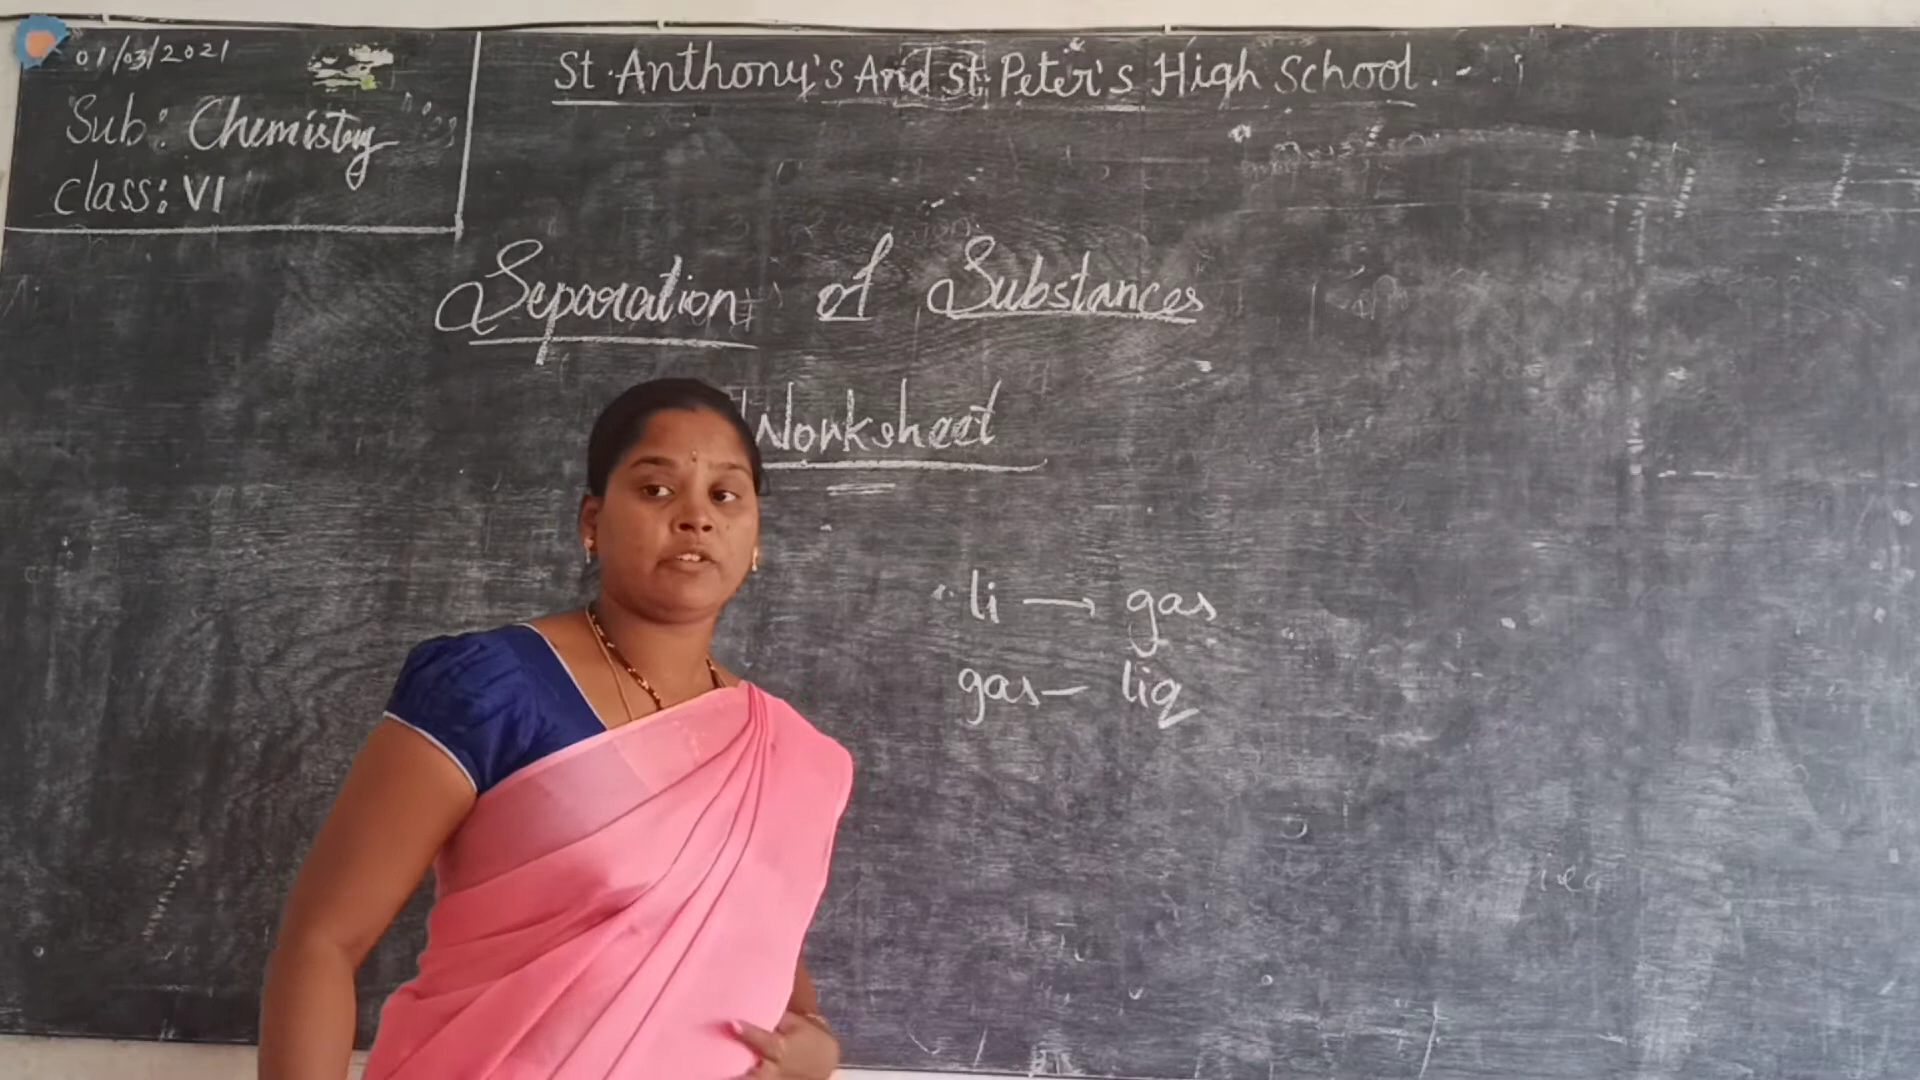 01/03/2021
Sub: Chemistry
Class: VI
St. Anthony's And St. Peter's High School.
Separation of Substances
Worksheet
li → gas
gas — liq